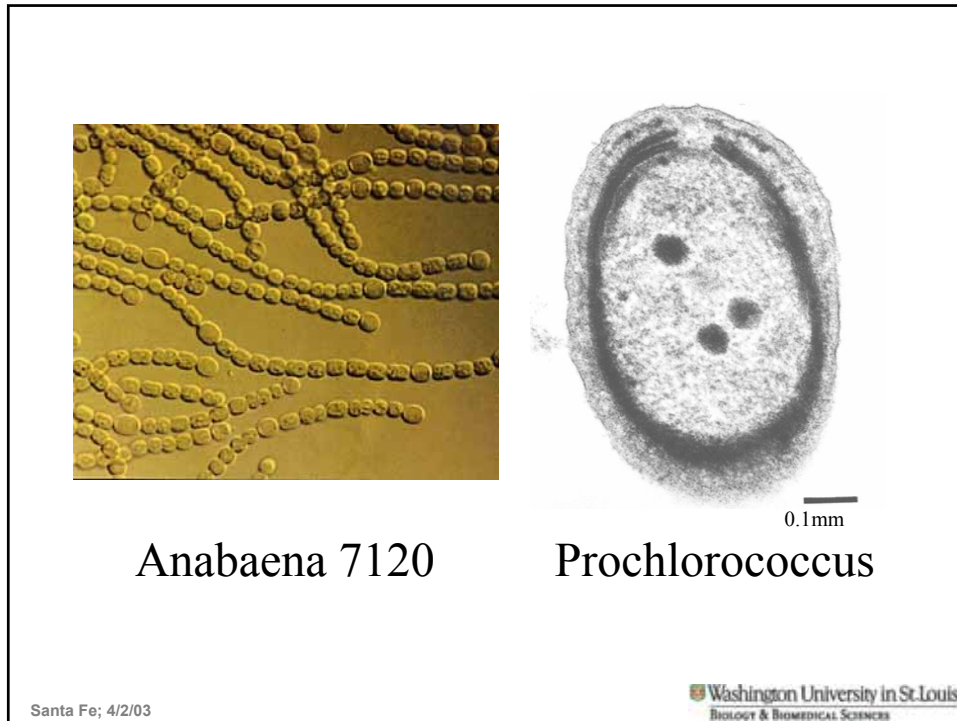 0.1mm
Anabaena 7120
Prochlorococcus
Santa Fe; 4/2/03
Washington University in St. Louis
BIOLOGY & BIOMEDICAL SCIENCES